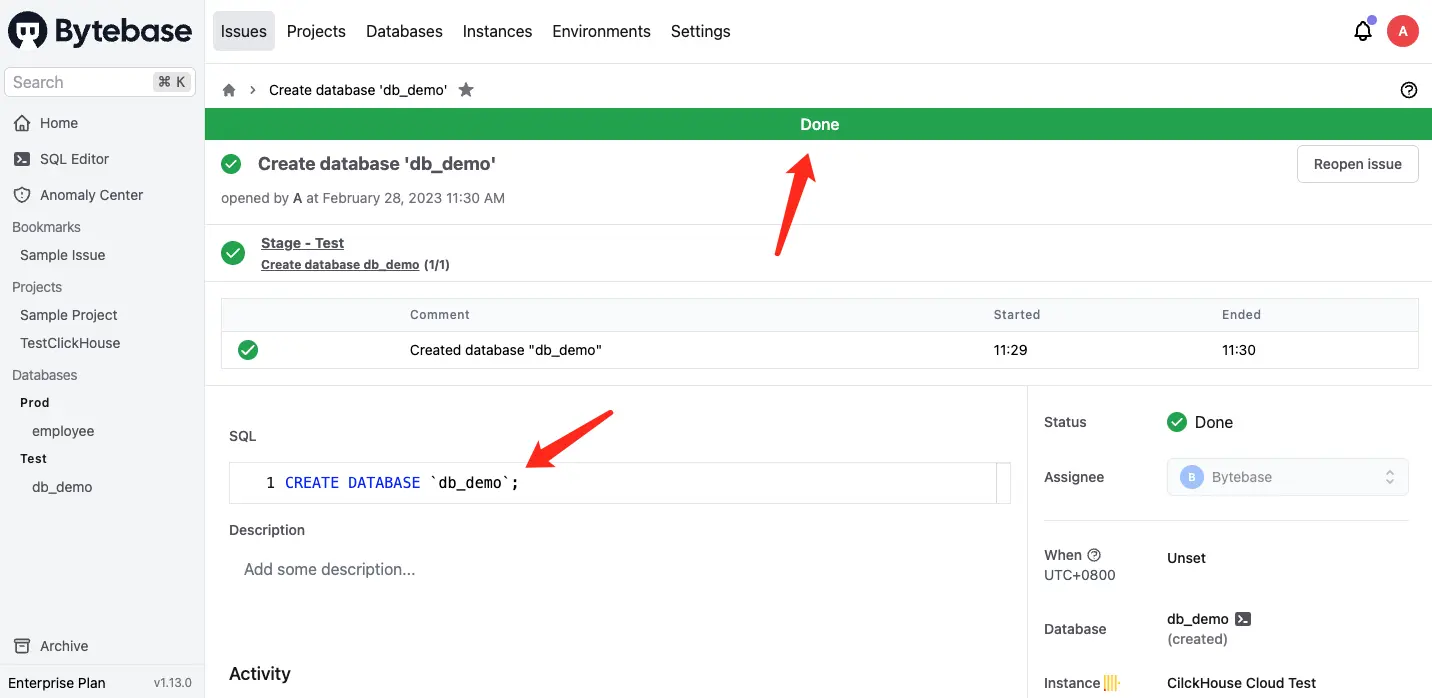 Bytebase
Issues
Projects
Databases
Instances
Environments
Settings
A
Search
⌘ K
Home
SQL Editor
Anomaly Center
Bookmarks
Sample Issue
Projects
Sample Project
TestClickHouse
Databases
Prod
employee
Test
db_demo
Archive
Enterprise Plan
v1.13.0
Create database 'db_demo'
Done
Create database 'db_demo'
Reopen issue
opened by A at February 28, 2023 11:30 AM
Stage - Test
Create database db_demo (1/1)
Comment Started Ended
Created database "db_demo" 11:29 11:30
SQL
1 CREATE DATABASE `db_demo`;
Description
Add some description...
Activity
Status Done
Assignee B Bytebase
When Unset
UTC+0800
Database db_demo
(created)
Instance CilckHouse Cloud Test